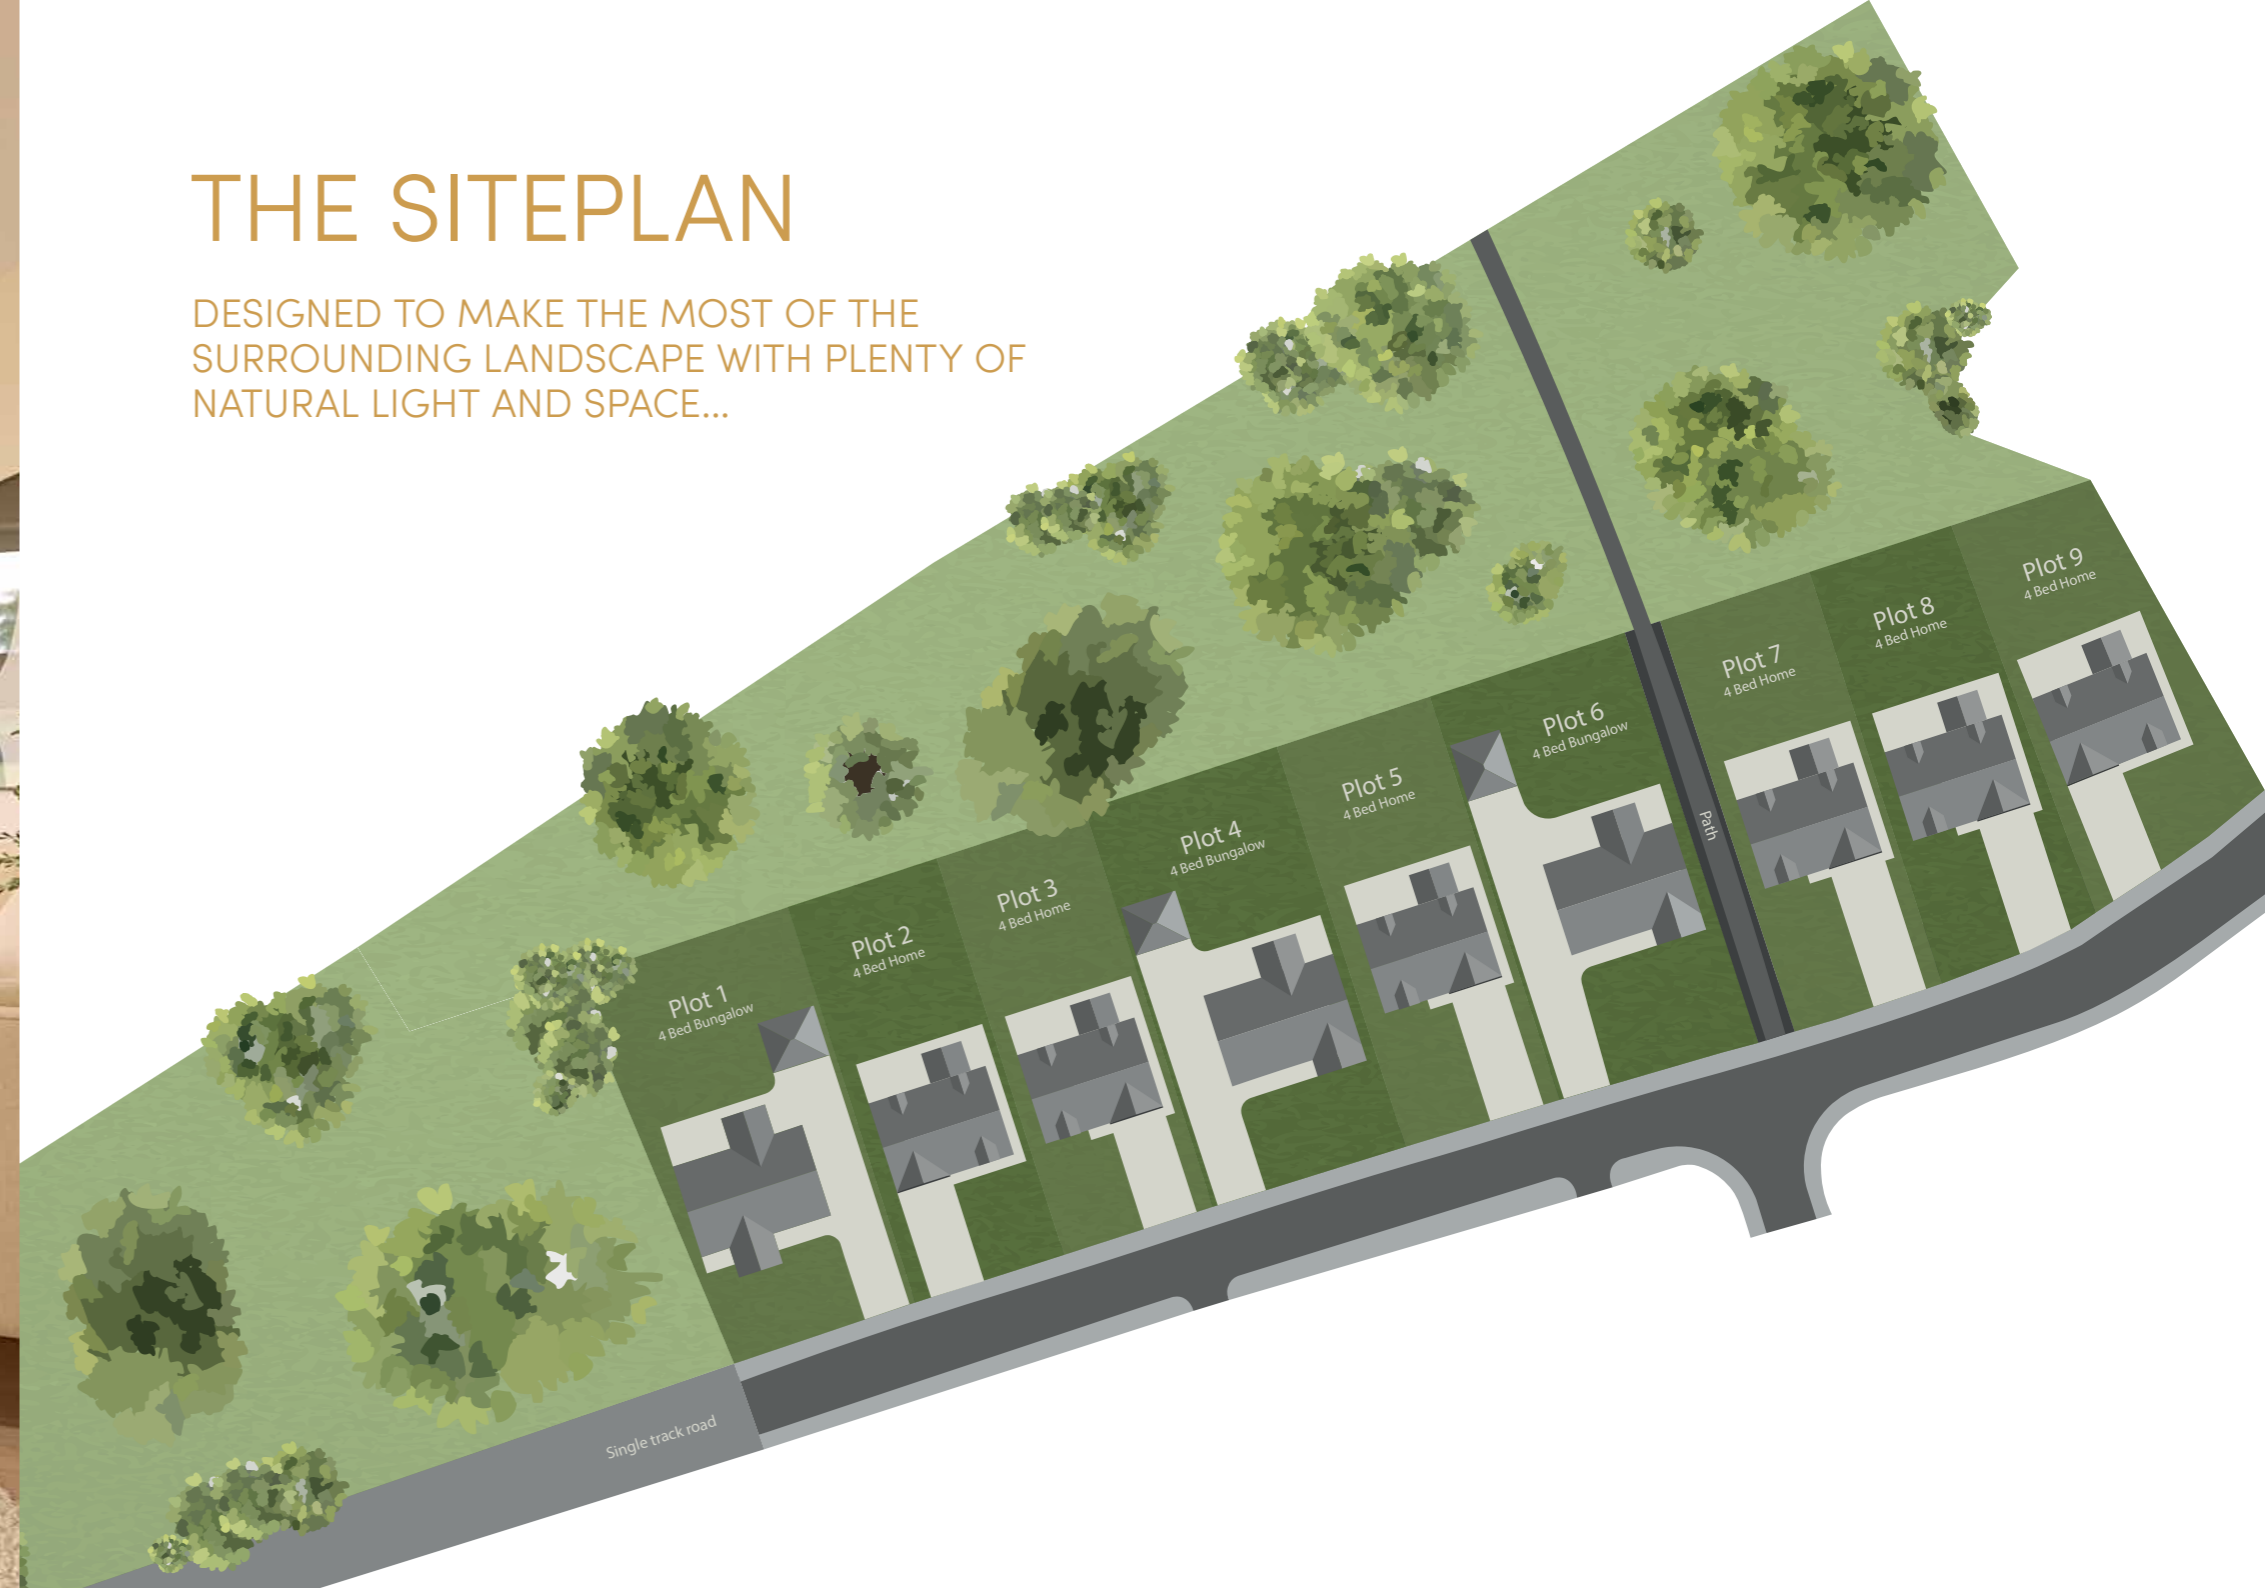 THE SITEPLAN
DESIGNED TO MAKE THE MOST OF THE
SURROUNDING LANDSCAPE WITH PLENTY OF
NATURAL LIGHT AND SPACE...
Plot 1
4 Bed Bungalow
Plot 2
4 Bed Home
Plot 3
4 Bed Home
Plot 4
4 Bed Bungalow
Plot 5
4 Bed Home
Plot 6
4 Bed Bungalow
Path
Plot 7
4 Bed Home
Plot 8
4 Bed Home
Plot 9
4 Bed Home
Single track road